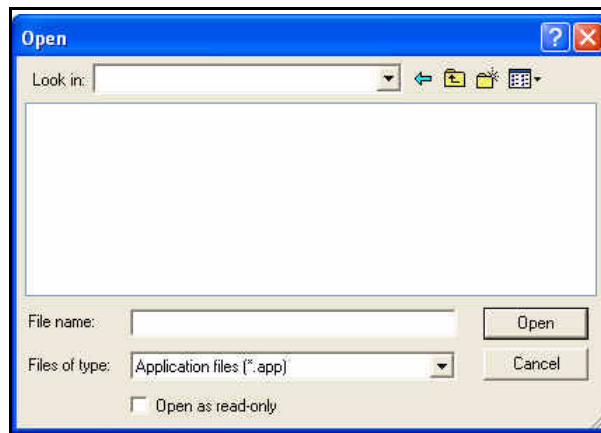 Open
Look in:
File name:
Open
Files of type:
Application files (*.app)
Cancel
Open as read-only